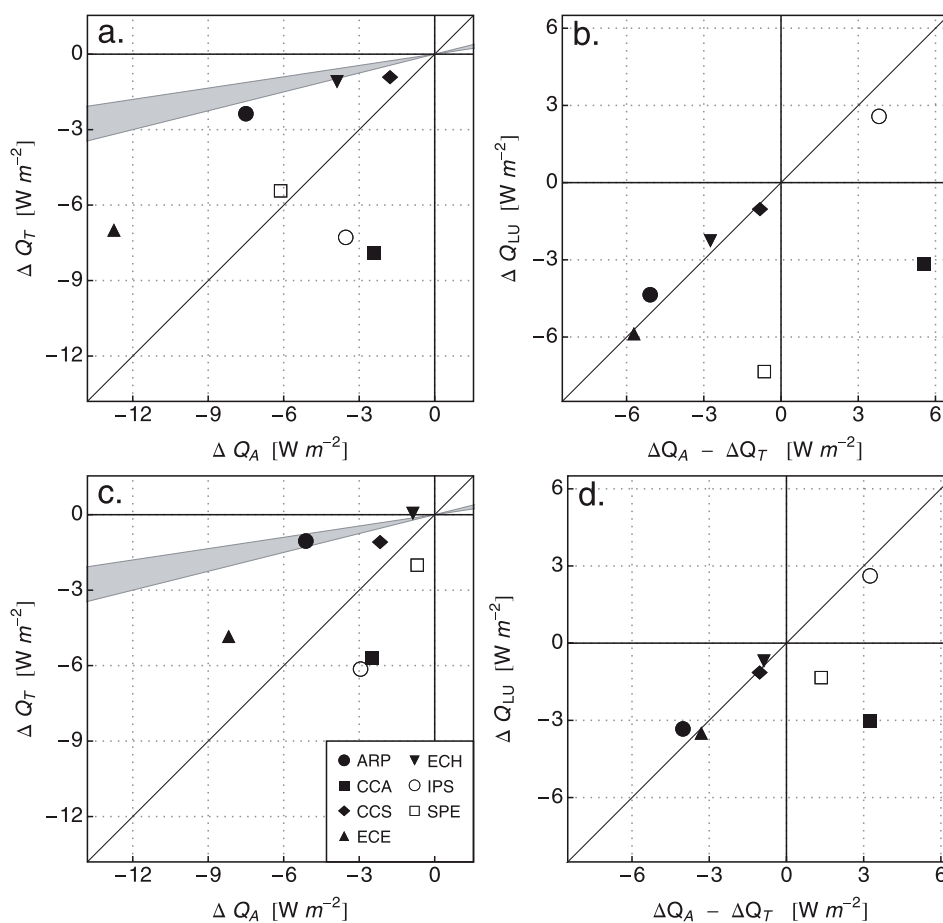 a.
0
−3
−6
−9
−12
Δ Q_T [W m⁻²]
−12 −9 −6 −3 0
Δ Q_A [W m⁻²]
b.
6
3
0
−3
−6
Δ Q_LU [W m⁻²]
−6 −3 0 3 6
ΔQ_A − ΔQ_T [W m⁻²]
c.
0
−3
−6
−9
−12
Δ Q_T [W m⁻²]
ARP ECH
CCA IPS
CCS SPE
ECE
−12 −9 −6 −3 0
Δ Q_A [W m⁻²]
d.
6
3
0
−3
−6
Δ Q_LU [W m⁻²]
−6 −3 0 3 6
ΔQ_A − ΔQ_T [W m⁻²]